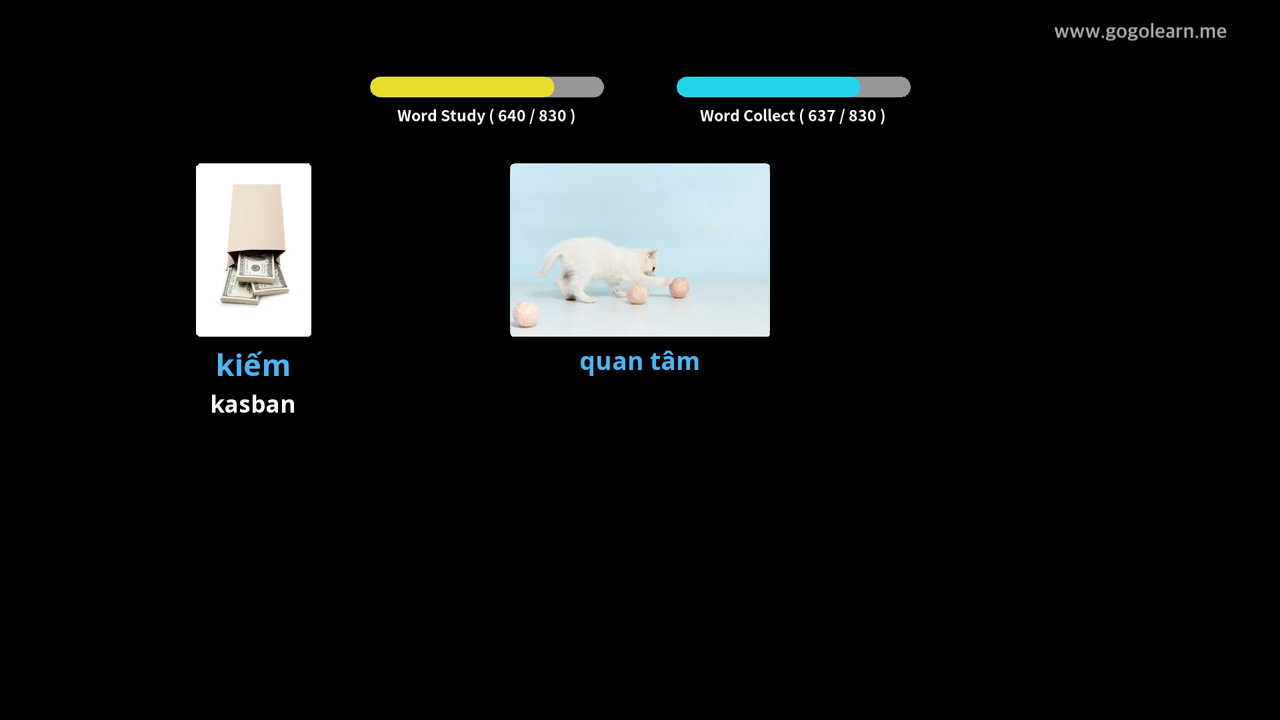 www.gogolearn.me
Word Study ( 640 / 830 )
Word Collect ( 637 / 830 )
kiếm
kasban
quan tâm